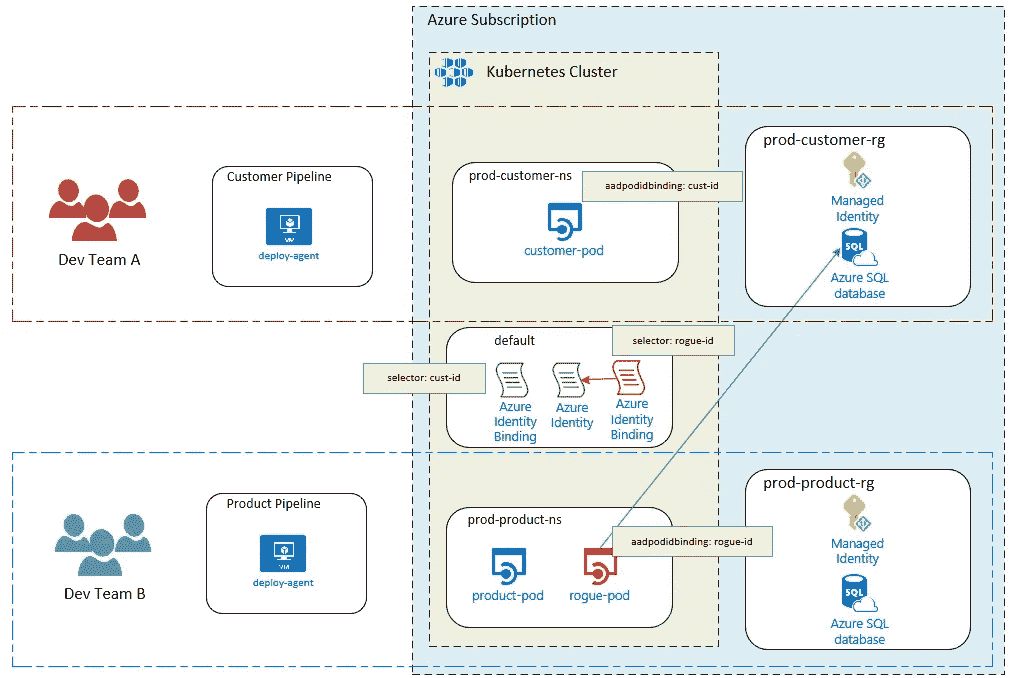 Azure Subscription
Kubernetes Cluster
Dev Team A
Customer Pipeline
VM
deploy-agent
prod-customer-ns
aadpodidbinding: cust-id
customer-pod
prod-customer-rg
Managed
Identity
SQL
Azure SQL
database
default
selector: rogue-id
selector: cust-id
Azure
Identity
Binding
Azure
Identity
Azure
Identity
Binding
Dev Team B
Product Pipeline
VM
deploy-agent
prod-product-ns
aadpodidbinding: rogue-id
product-pod
rogue-pod
prod-product-rg
Managed
Identity
SQL
Azure SQL
database